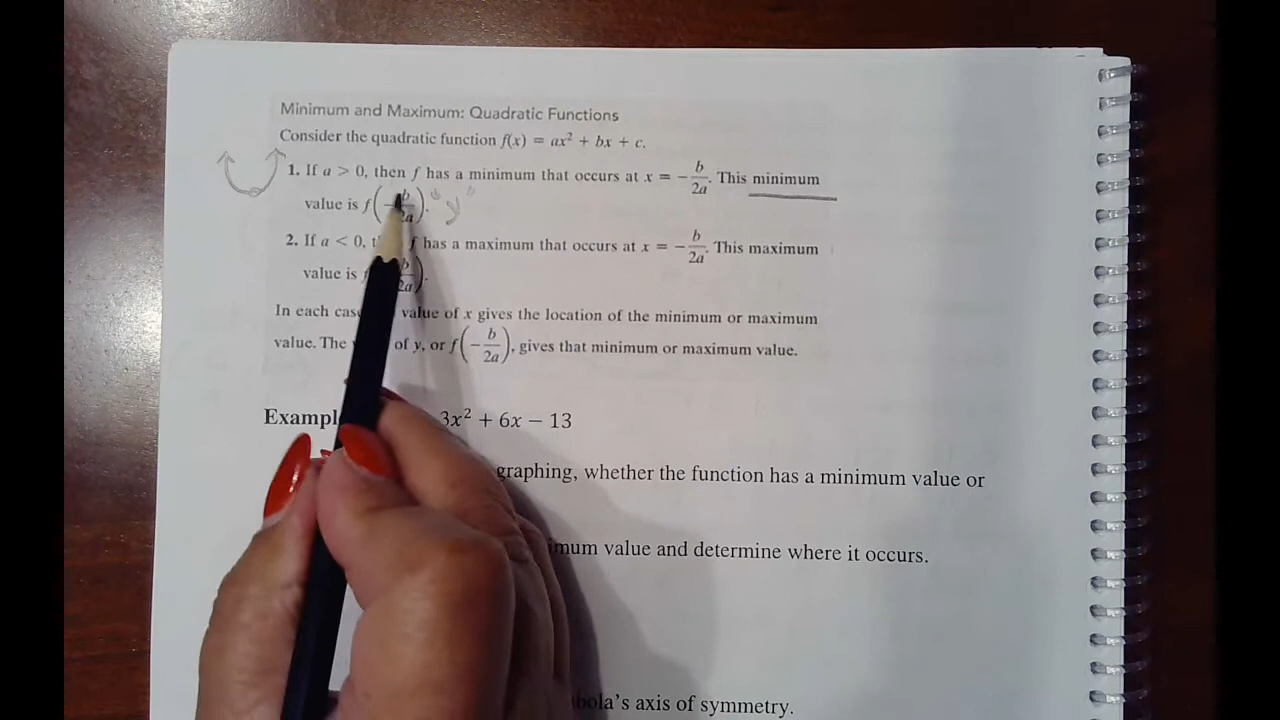 Minimum and Maximum: Quadratic Functions
Consider the quadratic function f(x) = ax² + bx + c.
1. If a > 0, then f has a minimum that occurs at x = −b/2a. This minimum
value is f(−b/2a). "y"
2. If a < 0, f has a maximum that occurs at x = −b/2a. This maximum
value is
In each value of x gives the location of the minimum or maximum
value. The of y, or f(−b/2a), gives that minimum or maximum value.
3x² + 6x − 13
graphing, whether the function has a minimum value or
value and determine where it occurs.
axis of symmetry.